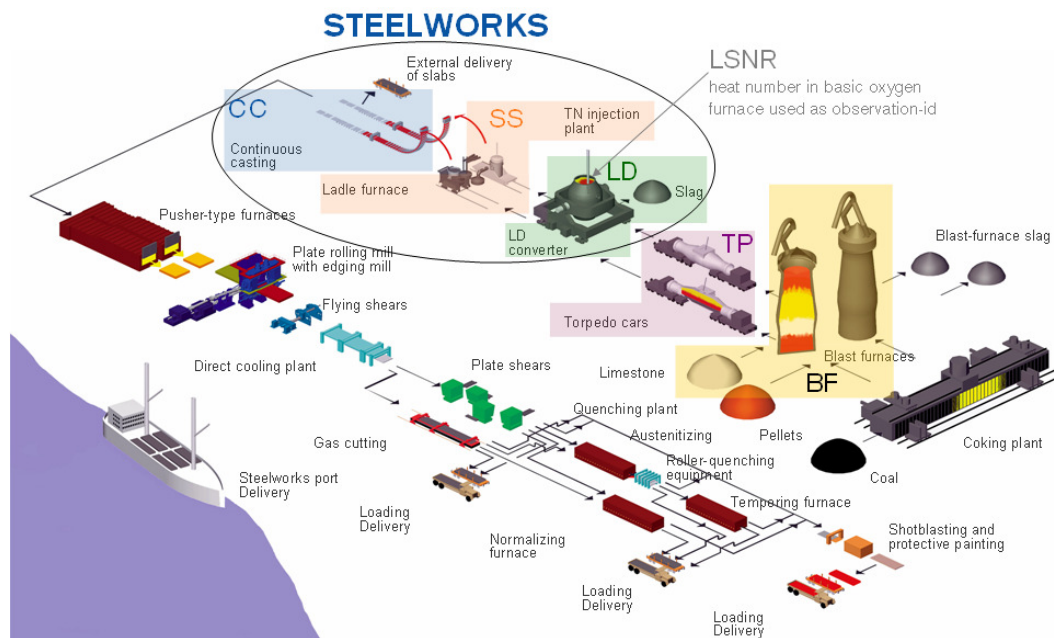 STEELWORKS
External delivery
of slabs
LSNR
heat number in basic oxygen
furnace used as observation-id
CC
SS
TN injection
plant
Continuous
casting
Ladle furnace
LD
Slag
LD
converter
TP
Torpedo cars
Blast-furnace slag
Pusher-type furnaces
Plate rolling mill
with edging mill
Flying shears
Direct cooling plant
Plate shears
Limestone
Blast furnaces
BF
Pellets
Coking plant
Coal
Quenching plant
Gas cutting
Austenitizing
Roller-quenching
equipment
Tempering furnace
Steelworks port
Delivery
Loading
Delivery
Normalizing
furnace
Shotblasting and
protective painting
Loading
Delivery
Loading
Delivery